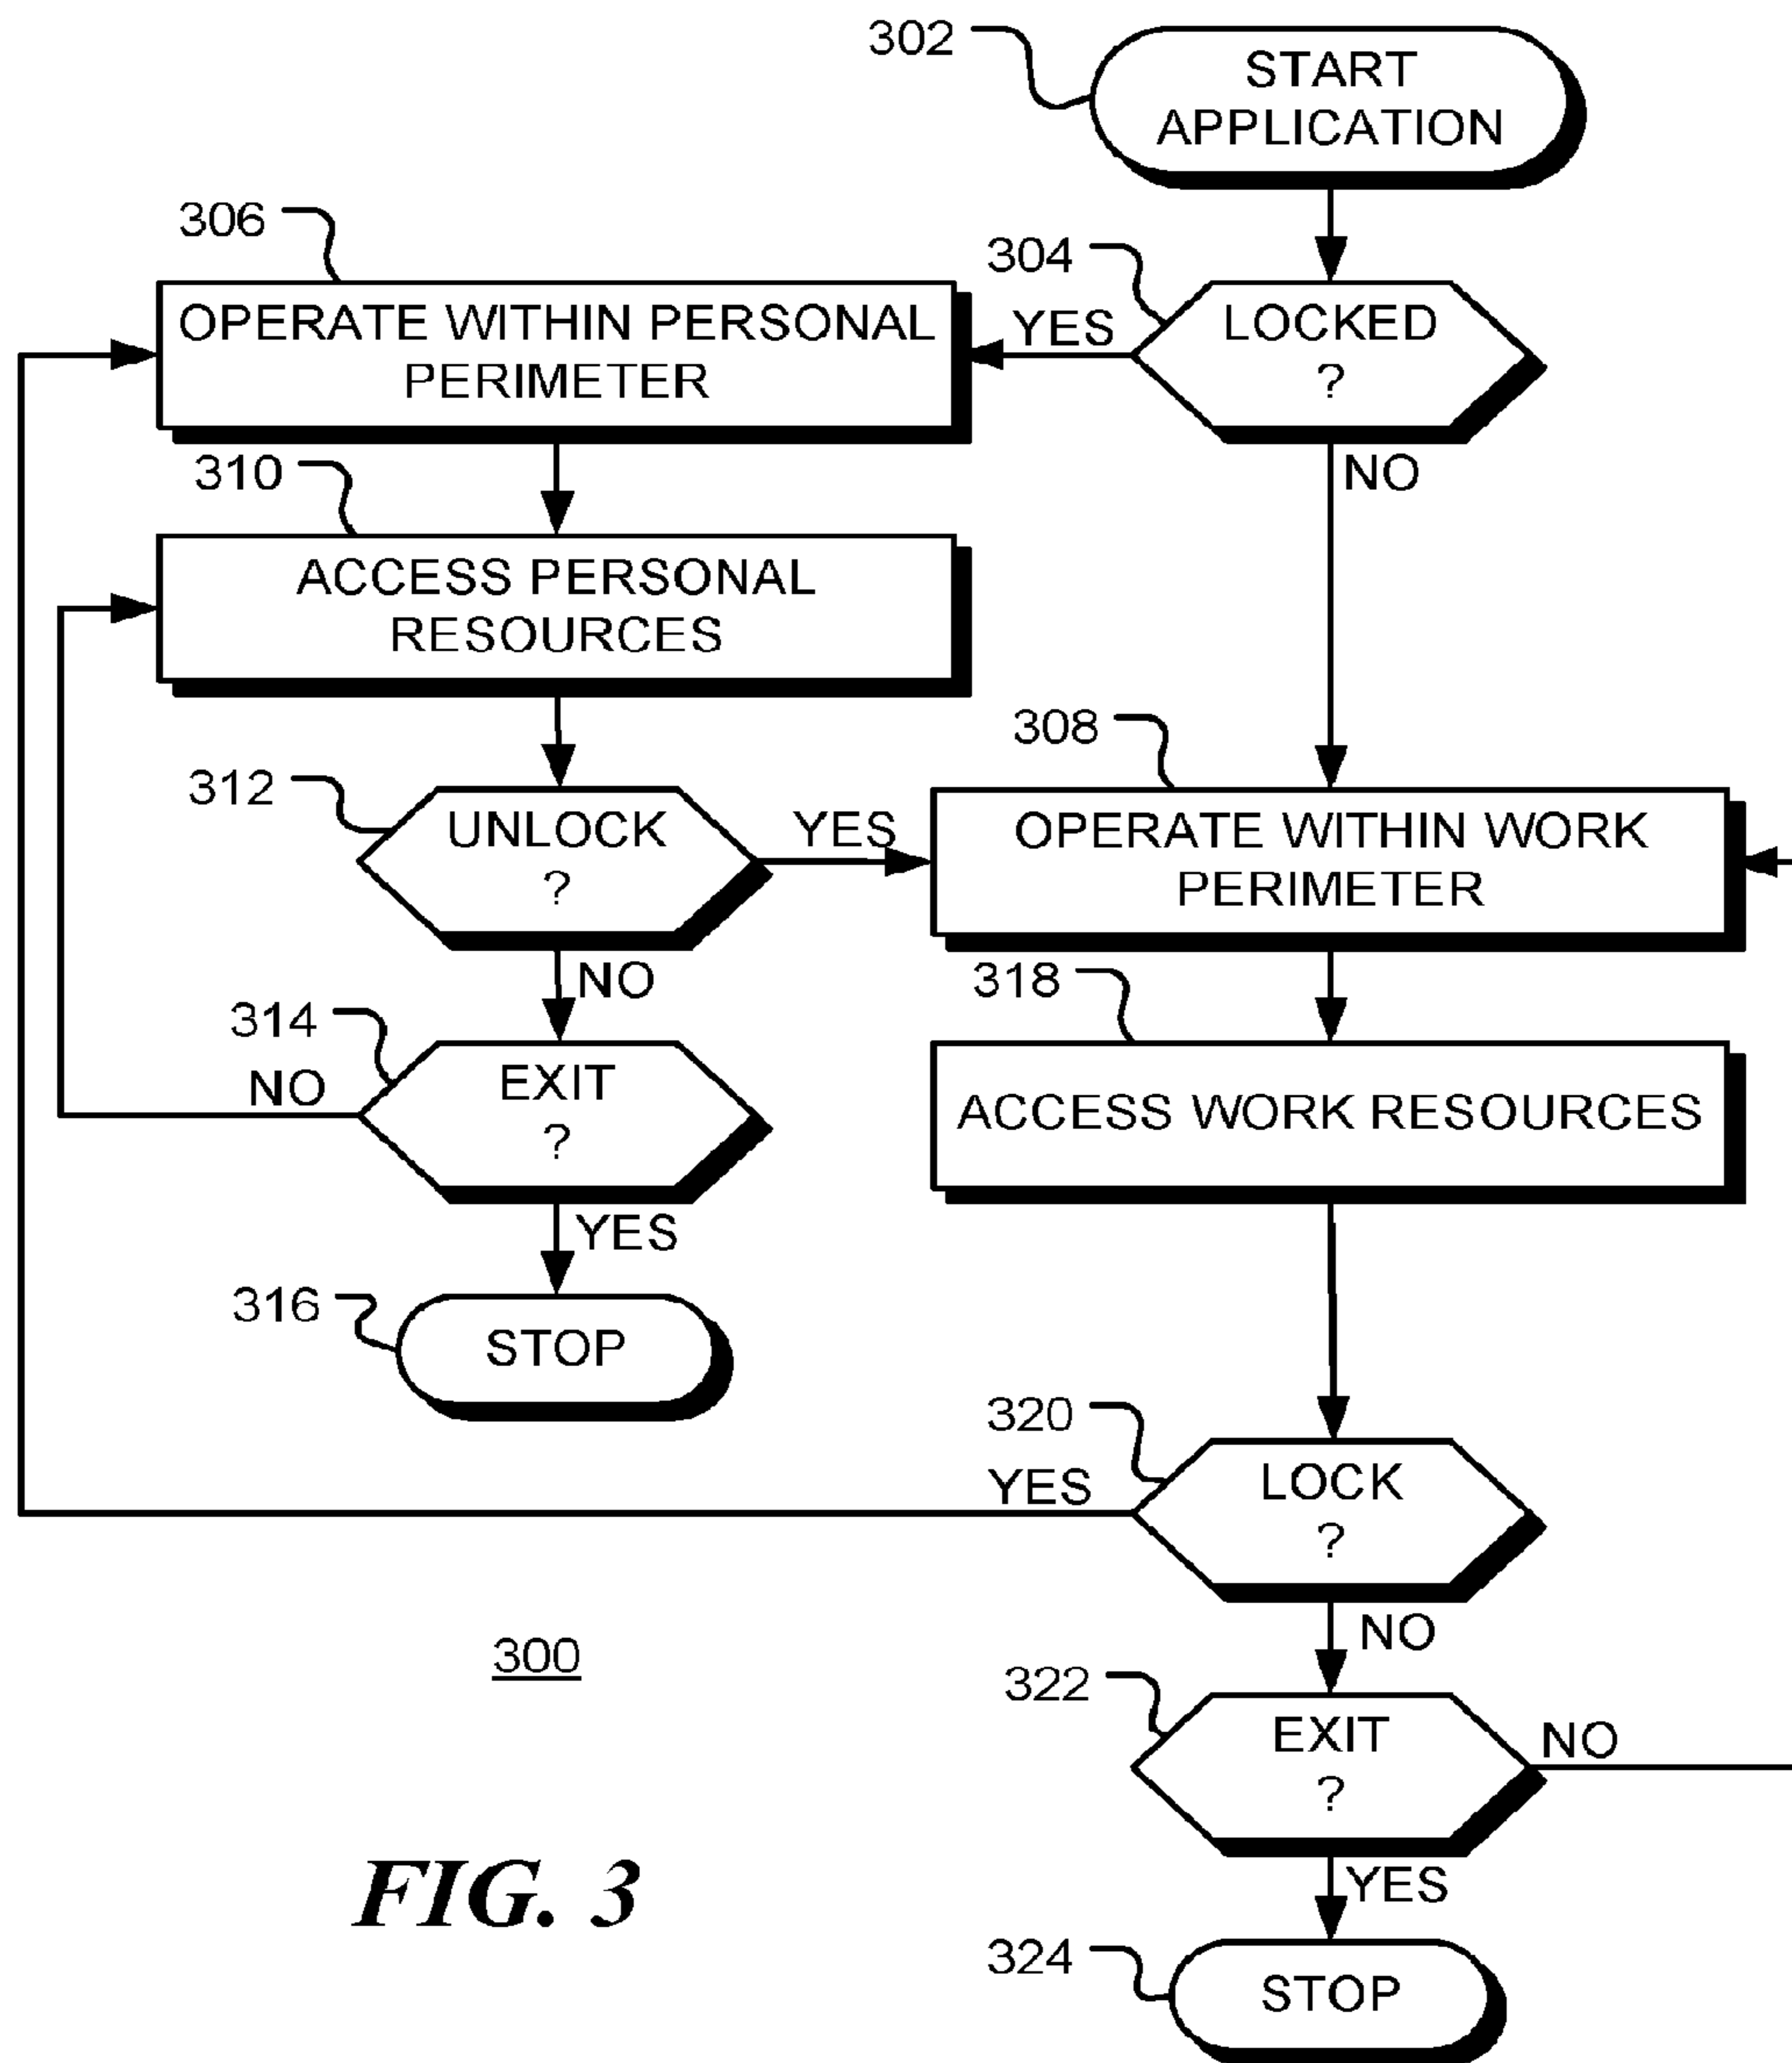 302
START
APPLICATION
306
304
OPERATE WITHIN PERSONAL
PERIMETER
YES
LOCKED
?
310
NO
ACCESS PERSONAL
RESOURCES
308
312
UNLOCK
?
YES
OPERATE WITHIN WORK
PERIMETER
NO
318
314
NO
EXIT
?
ACCESS WORK RESOURCES
YES
316
STOP
320
YES
LOCK
?
NO
300
322
EXIT
?
NO
YES
FIG. 3
324
STOP